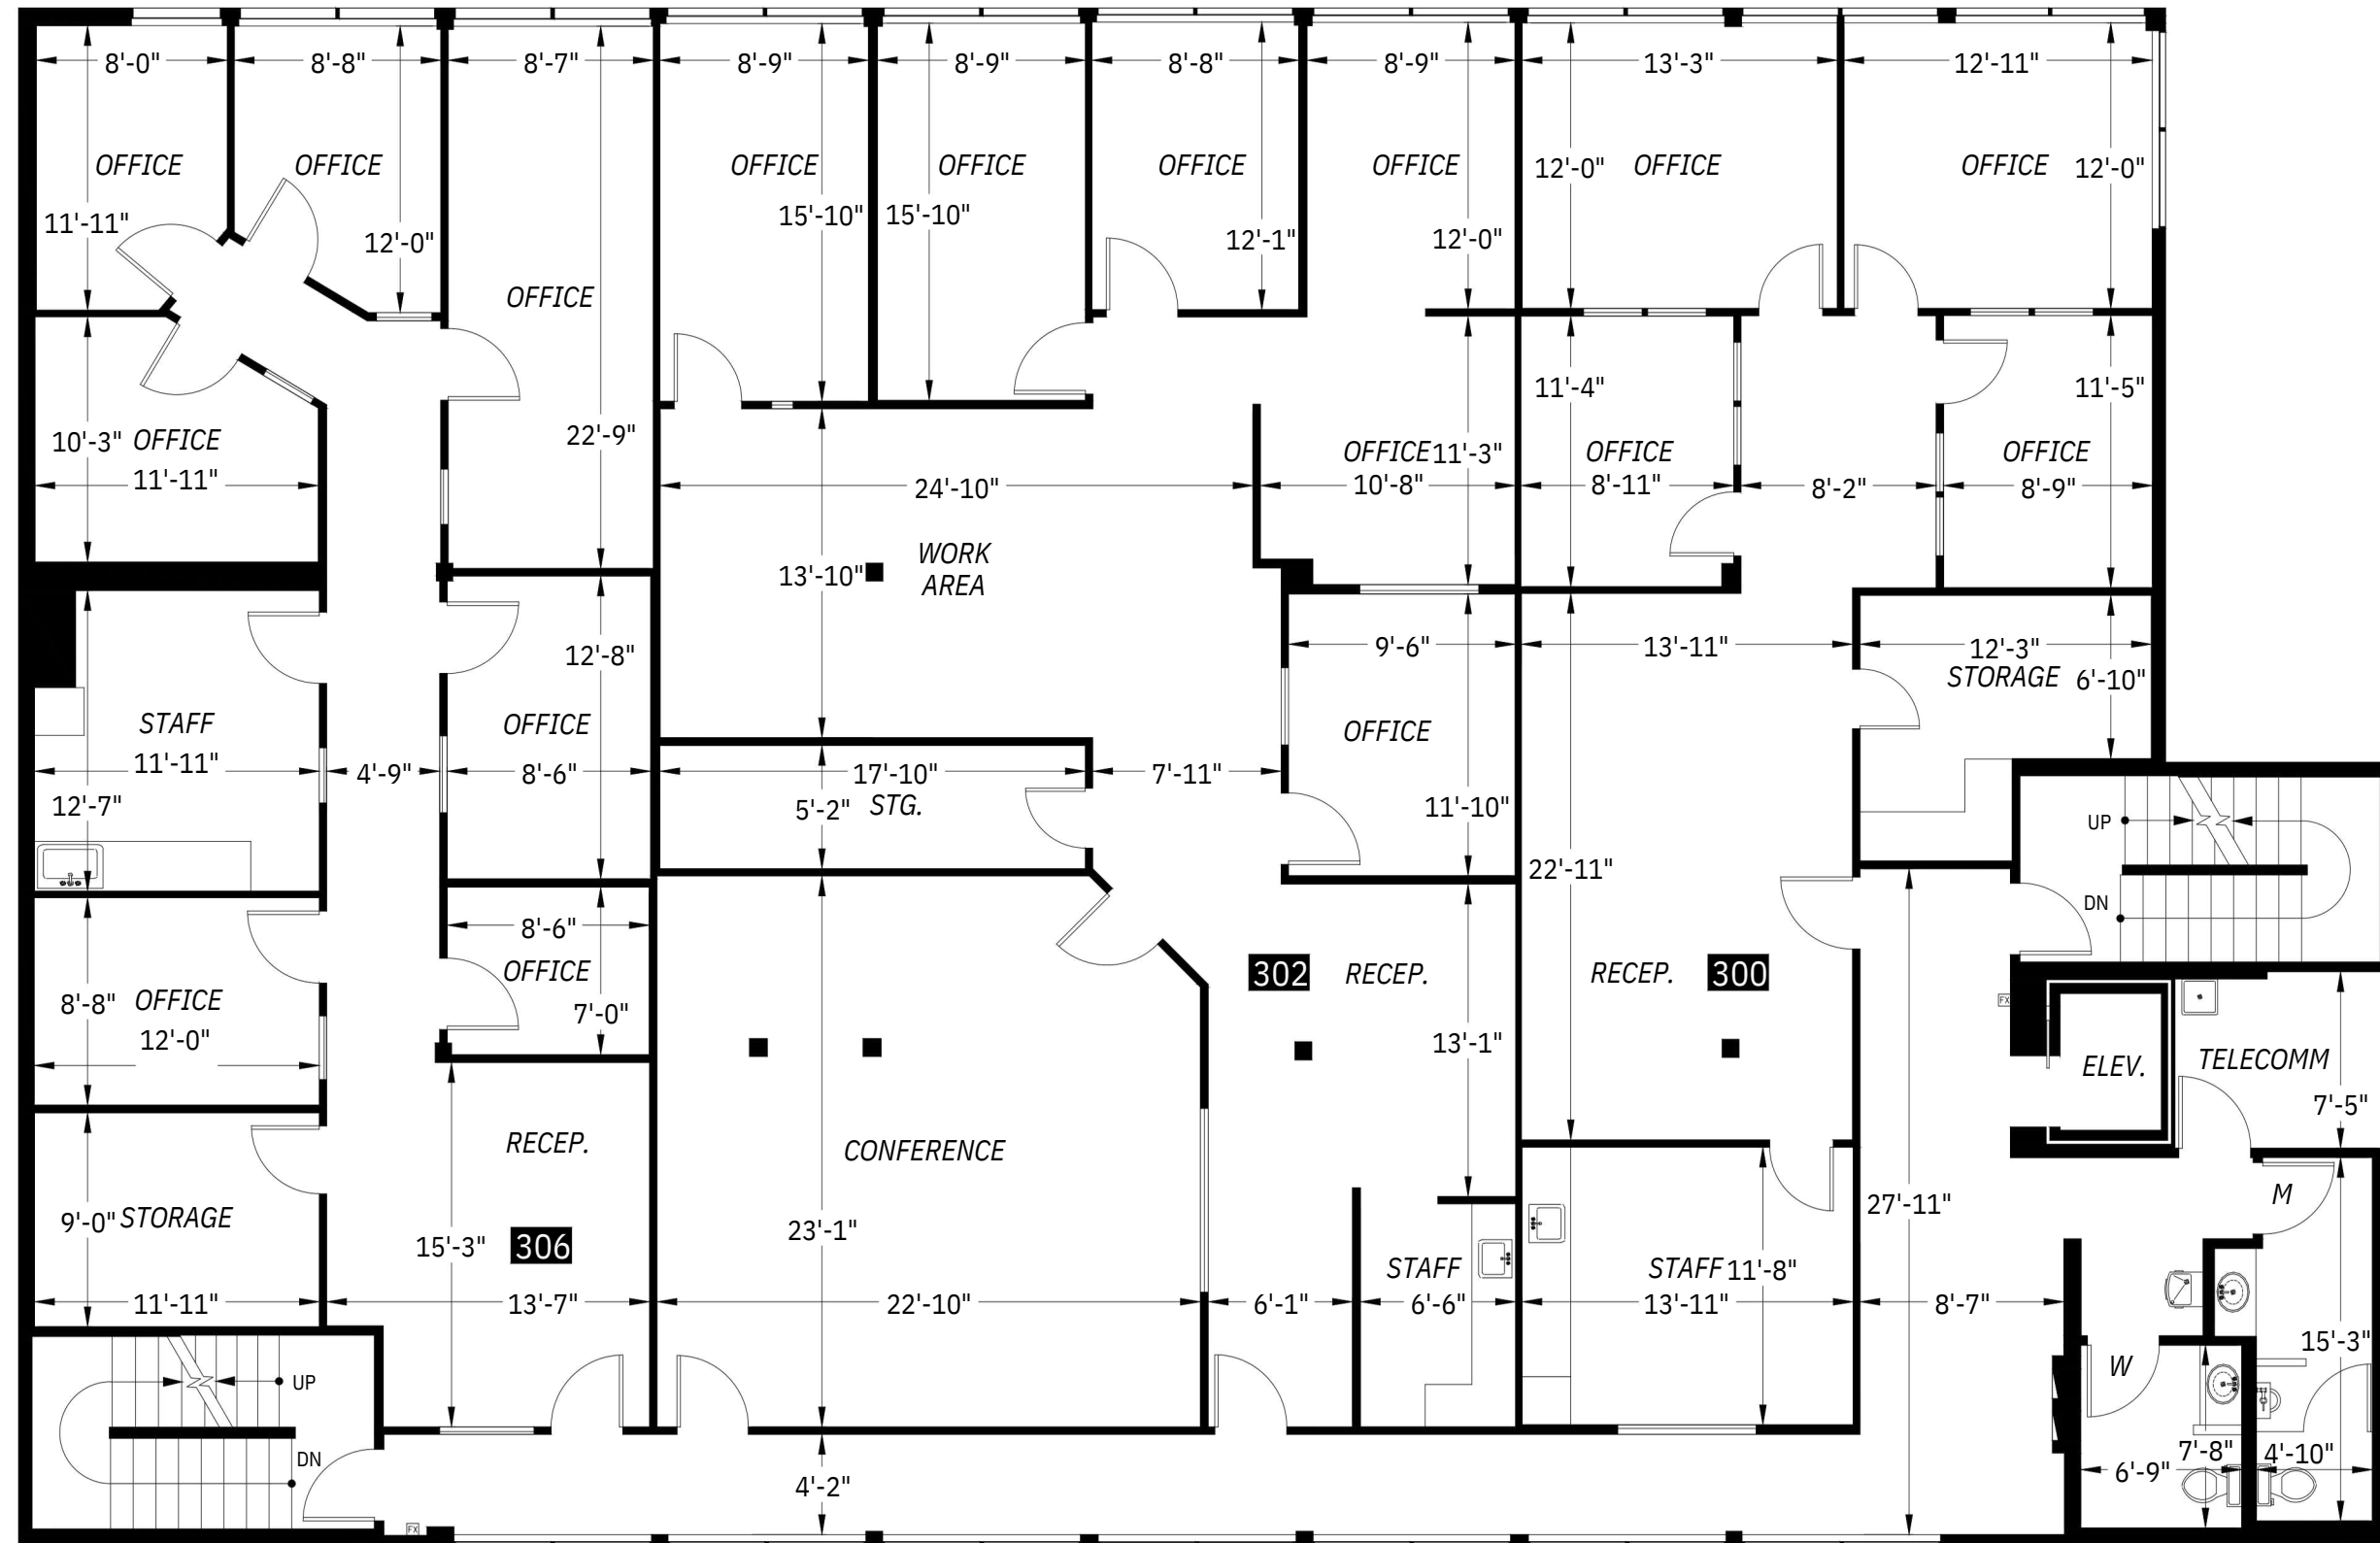 8'-0"
8'-8"
8'-7"
8'-9"
8'-9"
8'-8"
8'-9"
13'-3"
12'-11"
OFFICE
OFFICE
OFFICE
OFFICE
OFFICE
OFFICE
12'-0"
OFFICE
OFFICE
12'-0"
11'-11"
12'-0"
15'-10"
15'-10"
12'-1"
12'-0"
OFFICE
11'-4"
11'-5"
10'-3"
OFFICE
11'-11"
22'-9"
24'-10"
OFFICE
11'-3"
10'-8"
OFFICE
8'-11"
8'-2"
OFFICE
8'-9"
WORK
AREA
13'-10"
12'-8"
9'-6"
13'-11"
12'-3"
STORAGE
6'-10"
STAFF
11'-11"
12'-7"
4'-9"
OFFICE
8'-6"
17'-10"
5'-2"
STG.
7'-11"
OFFICE
11'-10"
22'-11"
UP
DN
8'-6"
OFFICE
7'-0"
8'-8"
OFFICE
12'-0"
302
RECEP.
RECEP.
300
FX
13'-1"
ELEV.
TELECOMM
7'-5"
RECEP.
CONFERENCE
9'-0"
STORAGE
15'-3"
306
23'-1"
27'-11"
M
STAFF
STAFF
11'-8"
11'-11"
13'-7"
22'-10"
6'-1"
6'-6"
13'-11"
8'-7"
15'-3"
UP
DN
W
4'-2"
6'-9"
7'-8"
4'-10"
FX